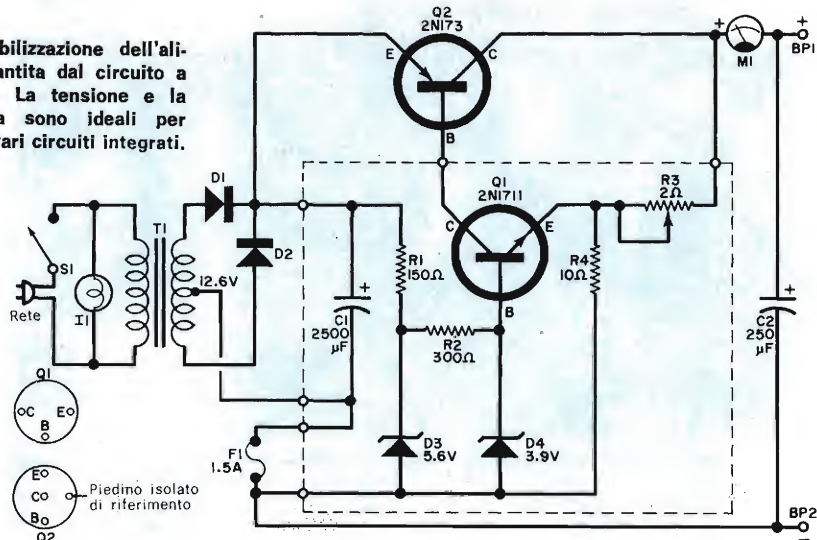 bilizzazione dell'ali-
antita dal circuito a
La tensione e la
a sono ideali per
vari circuiti integrati.
Q2
2N173
E
C
B
+
M1
+
BP1
Q1
2N1711
C
E
B
R3
2Ω
D1
T1
D2
12.6V
S1
I1
Rete
R1
150Ω
+
C1
2500
µF
R2
300Ω
R4
10Ω
+
C2
250
µF
Q1
C
E
B
F1
1.5A
D3
5.6V
D4
3.9V
E
C
B
Q2
Piedino isolato
di riferimento
BP2
−